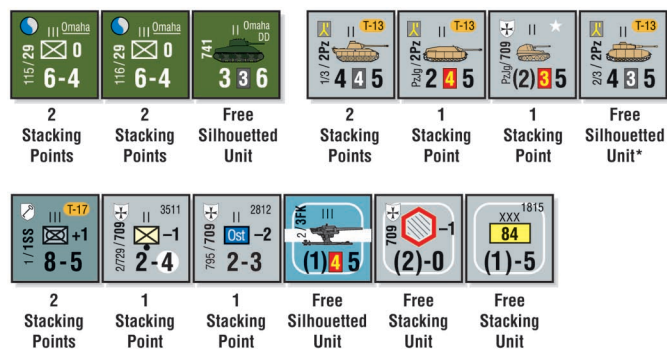 III Omaha
115/29 0
6-4
III Omaha
116/29 0
6-4
II Omaha DD
741
3 3 6
II T-13
1/3/2Pz
4 4 5
II T-13
PzJg/2Pz
2 4 5
II
PzJg/709
(2) 3 5
II T-13
2/3/2Pz
4 3 5
2
Stacking
Points
2
Stacking
Points
Free
Silhouetted
Unit
2
Stacking
Points
1
Stacking
Point
1
Stacking
Point
Free
Silhouetted
Unit*
III T-17
1/1SS +1
8-5
II 3511
2/729/709 -1
2-4
II 2812
795/709 Ost -2
2-3
III
2/3FK
(1) 4 5
709 -1
(2)-0
1815
XXX
84
(1)-5
2
Stacking
Points
1
Stacking
Point
1
Stacking
Point
Free
Silhouetted
Unit
Free
Stacking
Unit
Free
Stacking
Unit